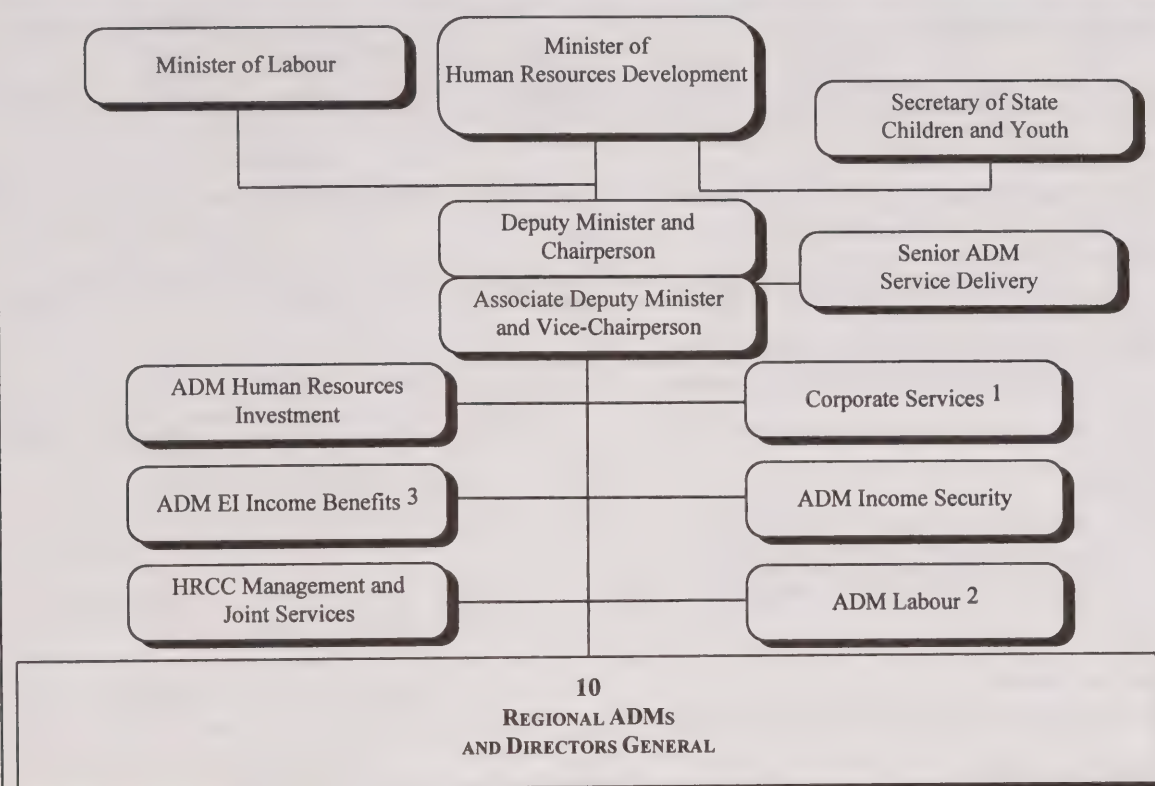 Minister of Labour
Minister of
Human Resources Development
Secretary of State
Children and Youth
Deputy Minister and
Chairperson
Senior ADM
Service Delivery
Associate Deputy Minister
and Vice-Chairperson
ADM Human Resources
Investment
Corporate Services 1
ADM EI Income Benefits 3
ADM Income Security
HRCC Management and
Joint Services
ADM Labour 2
10
REGIONAL ADMS
AND DIRECTORS GENERAL